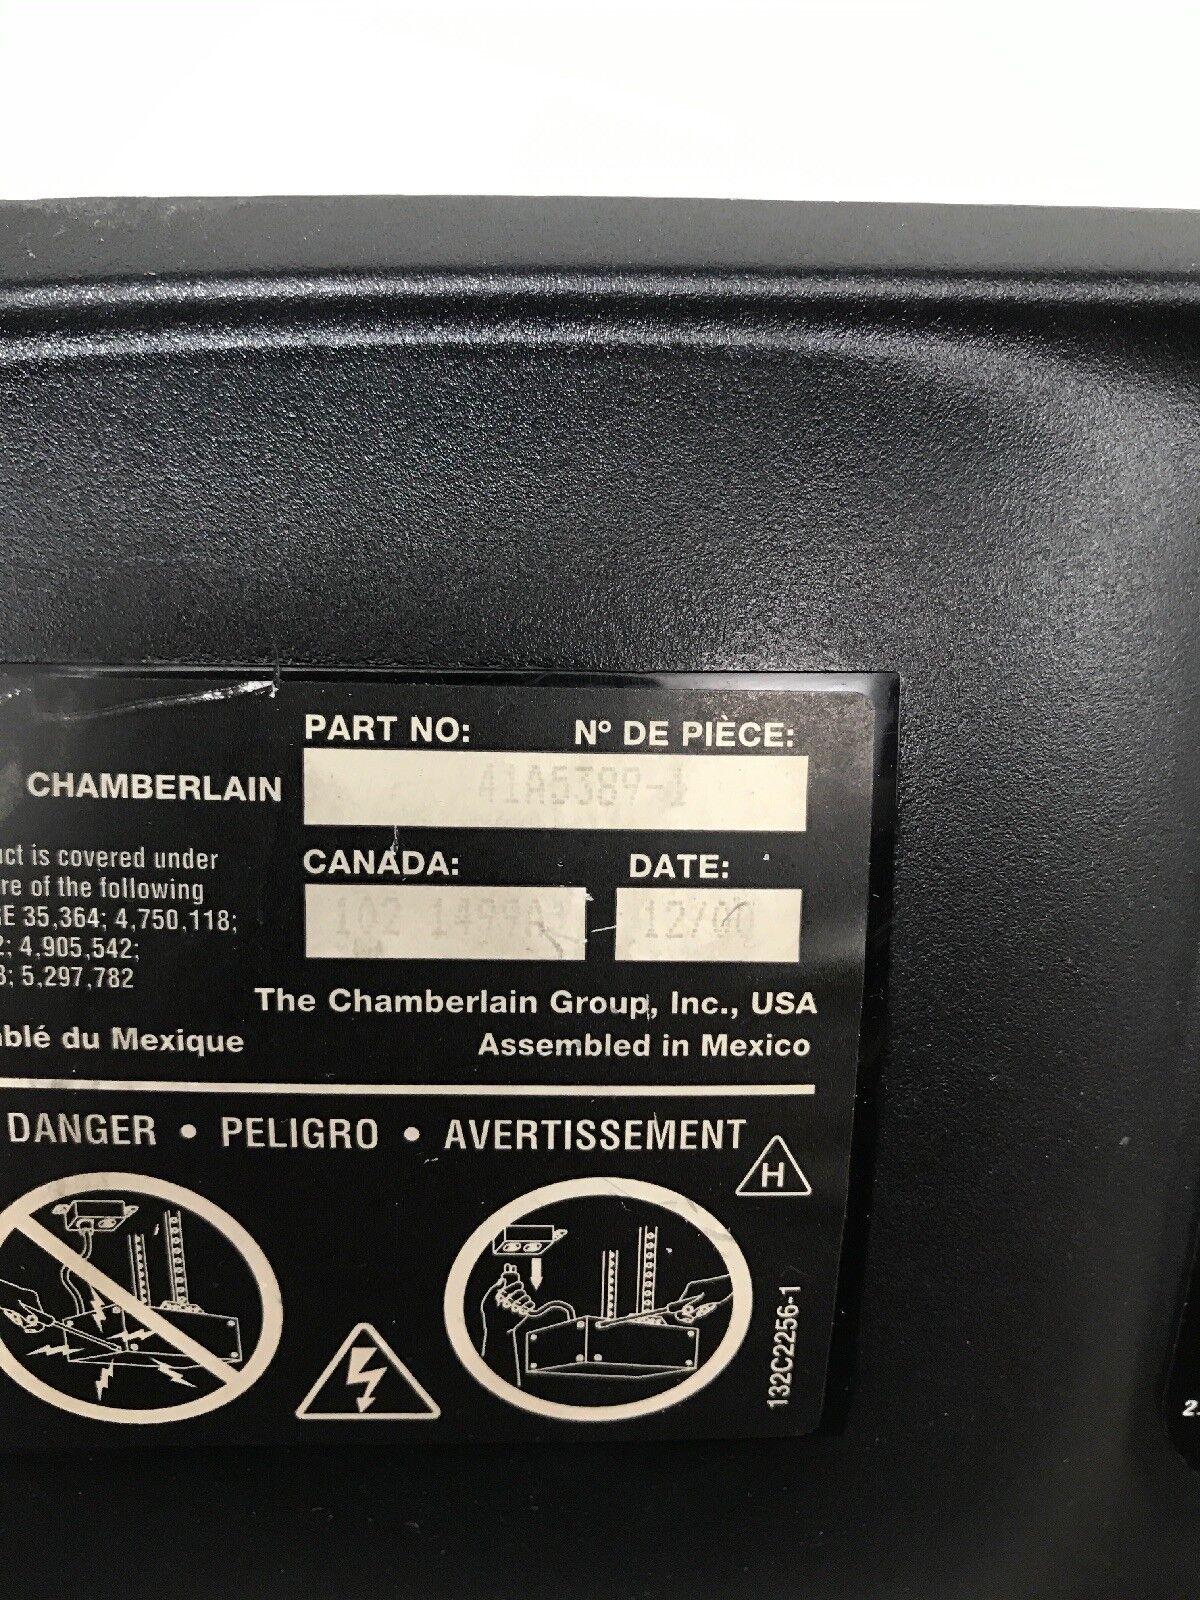 PART NO: Nº DE PIÈCE:
CHAMBERLAIN 41A5389-1
uct is covered under
re of the following
E 35,364; 4,750,118;
2; 4,905,542;
3; 5,297,782
CANADA: DATE:
102 1499A 12/00
The Chamberlain Group, Inc., USA
blé du Mexique
Assembled in Mexico
DANGER • PELIGRO • AVERTISSEMENT
H
132C2256-1